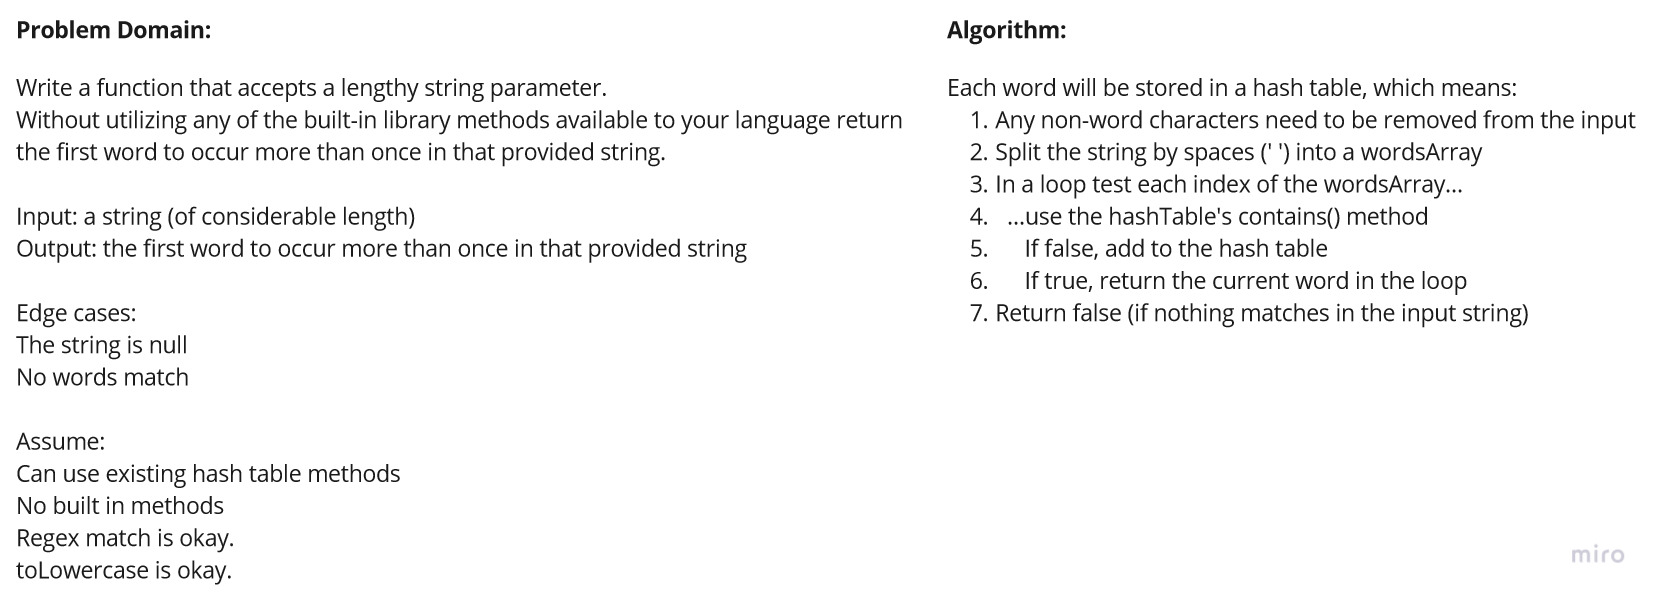 Problem Domain:
Write a function that accepts a lengthy string parameter.
Without utilizing any of the built-in library methods available to your language return
the first word to occur more than once in that provided string.
Input: a string (of considerable length)
Output: the first word to occur more than once in that provided string
Edge cases:
The string is null
No words match
Assume:
Can use existing hash table methods
No built in methods
Regex match is okay.
toLowercase is okay.
Algorithm:
Each word will be stored in a hash table, which means:
1. Any non-word characters need to be removed from the input
2. Split the string by spaces (' ') into a wordsArray
3. In a loop test each index of the wordsArray...
4. ...use the hashTable's contains() method
5. If false, add to the hash table
6. If true, return the current word in the loop
7. Return false (if nothing matches in the input string)
miro